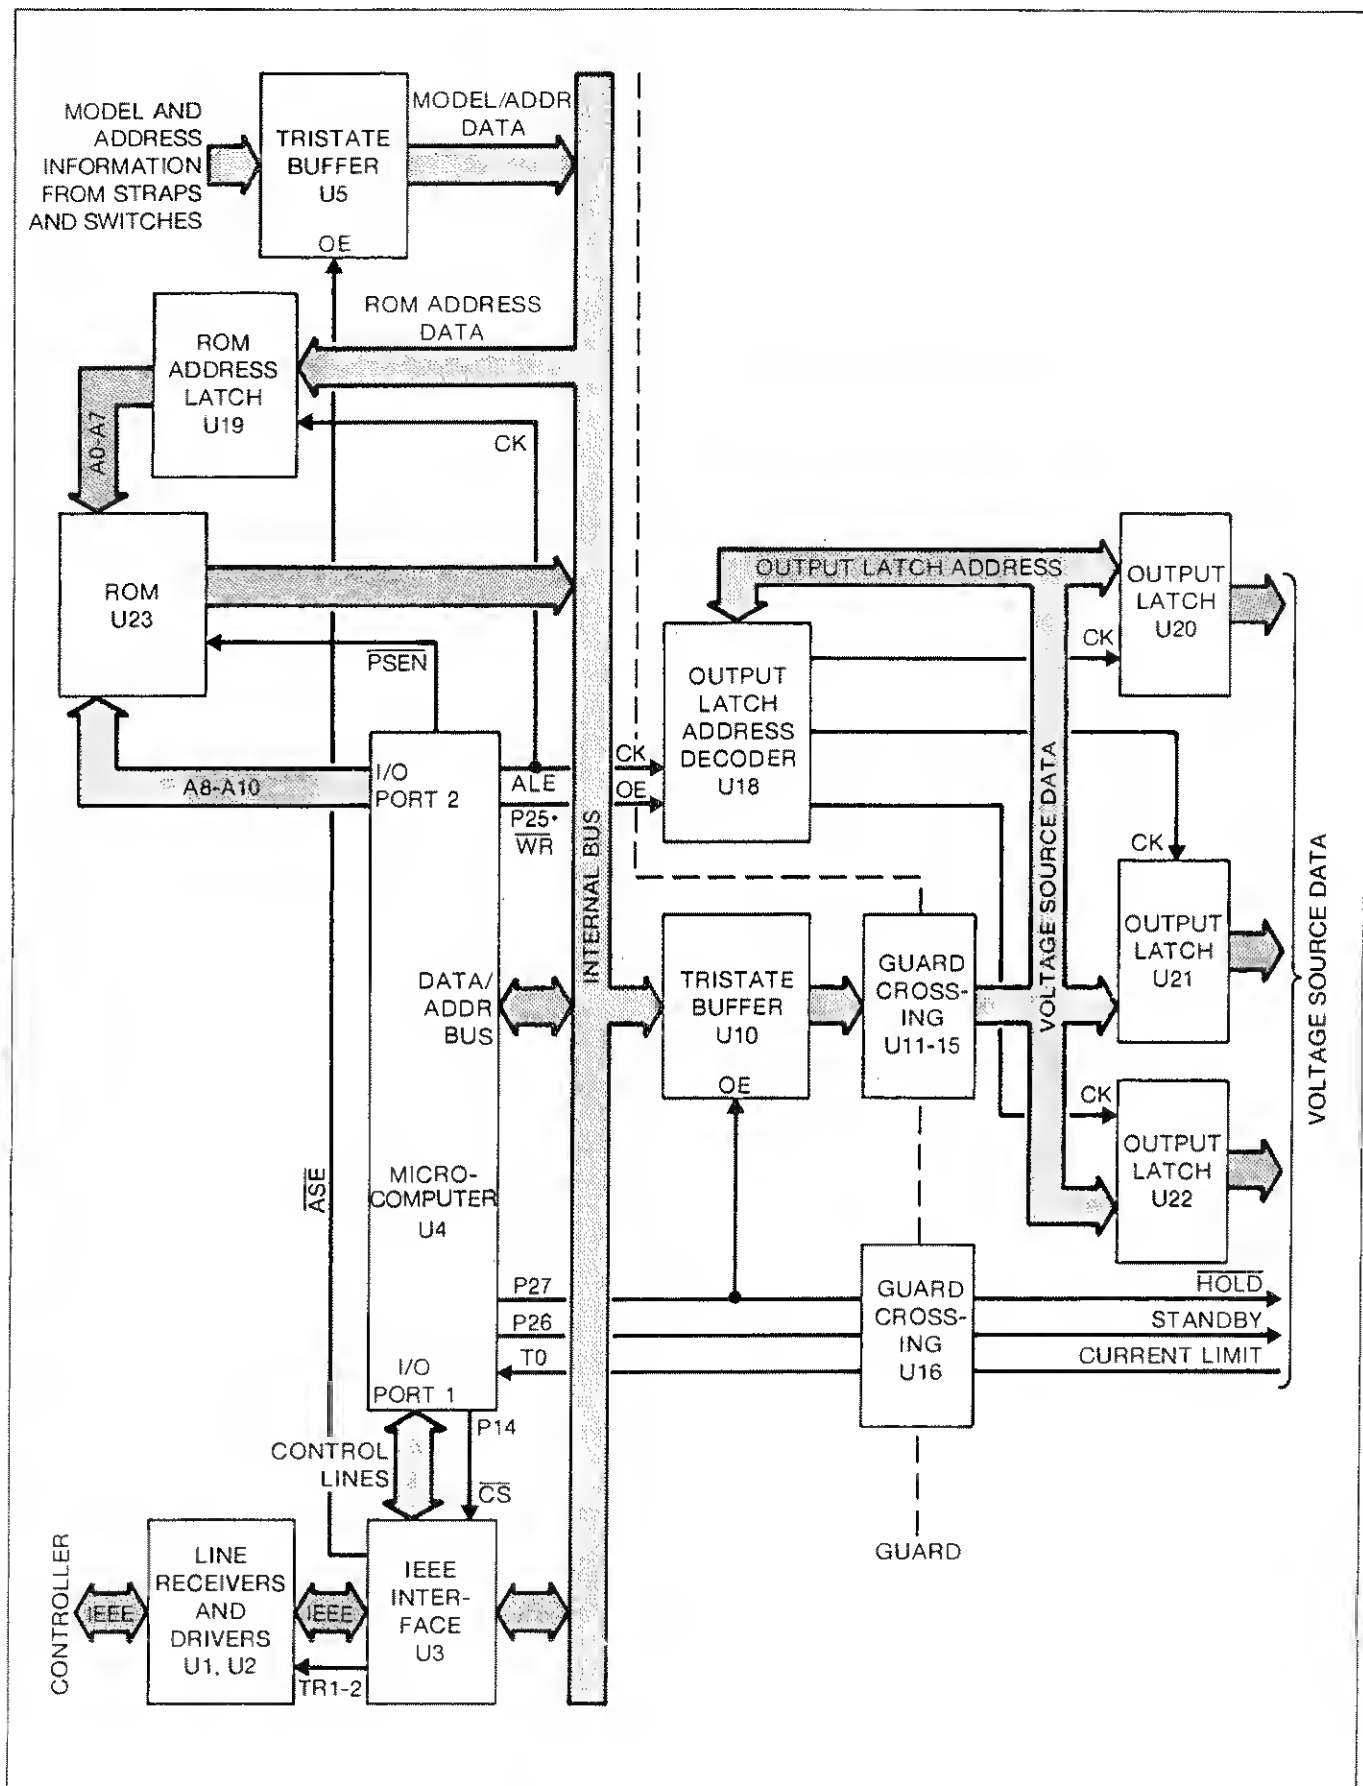 MODEL AND
ADDRESS
INFORMATION
FROM STRAPS
AND SWITCHES
TRISTATE
BUFFER
U5
OE
MODEL/ADDR
DATA
ROM ADDRESS
DATA
ROM
ADDRESS
LATCH
U19
CK
A0-A7
ROM
U23
PSEN
A8-A10
I/O
PORT 2
ALE
P25•
WR
DATA/
ADDR
BUS
MICRO-
COMPUTER
U4
I/O
PORT 1
P27
P26
T0
P14
CS
CONTROL
LINES
ASE
INTERNAL BUS
CK
OE
OUTPUT
LATCH
ADDRESS
DECODER
U18
OUTPUT LATCH ADDRESS
VOLTAGE SOURCE DATA
OUTPUT
LATCH
U20
CK
CK
OUTPUT
LATCH
U21
CK
OUTPUT
LATCH
U22
TRISTATE
BUFFER
U10
OE
GUARD
CROSS-
ING
U11-15
GUARD
CROSS-
ING
U16
HOLD
STANDBY
CURRENT LIMIT
VOLTAGE SOURCE DATA
GUARD
CONTROLLER
IEEE
LINE
RECEIVERS
AND
DRIVERS
U1, U2
IEEE
TR1-2
IEEE
INTER-
FACE
U3